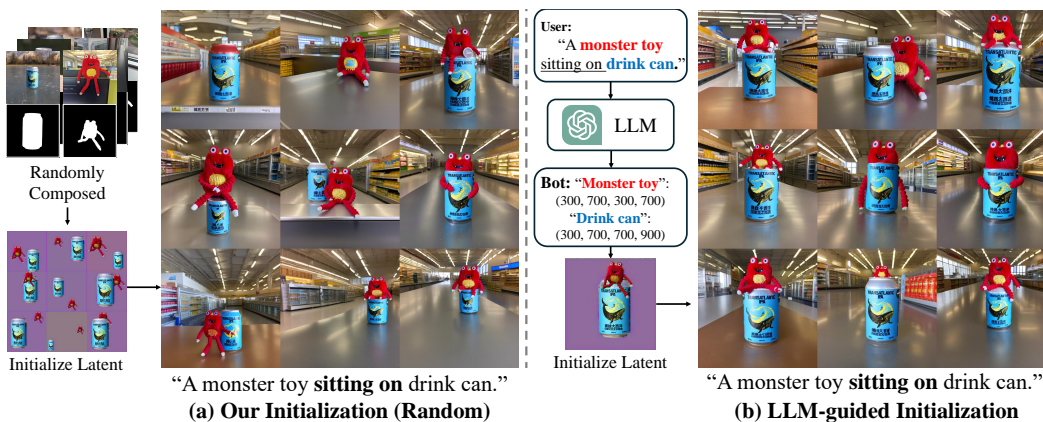 Randomly
Composed
Initialize Latent
“A monster toy sitting on drink can.”
(a) Our Initialization (Random)
User:
“A monster toy
sitting on drink can.”
LLM
Bot: “Monster toy”:
(300, 700, 300, 700)
“Drink can”:
(300, 700, 700, 900)
Initialize Latent
TRANSATLANTIC
IPA
“A monster toy sitting on drink can.”
(b) LLM-guided Initialization